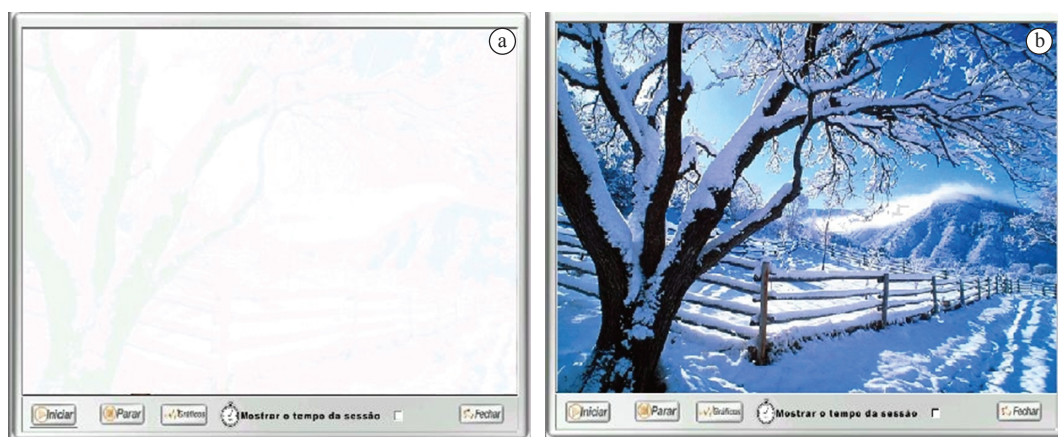 a
b
Iniciar Parar Gráficos Mostrar o tempo da sessão Fechar
Iniciar Parar Gráficos Mostrar o tempo da sessão Fechar